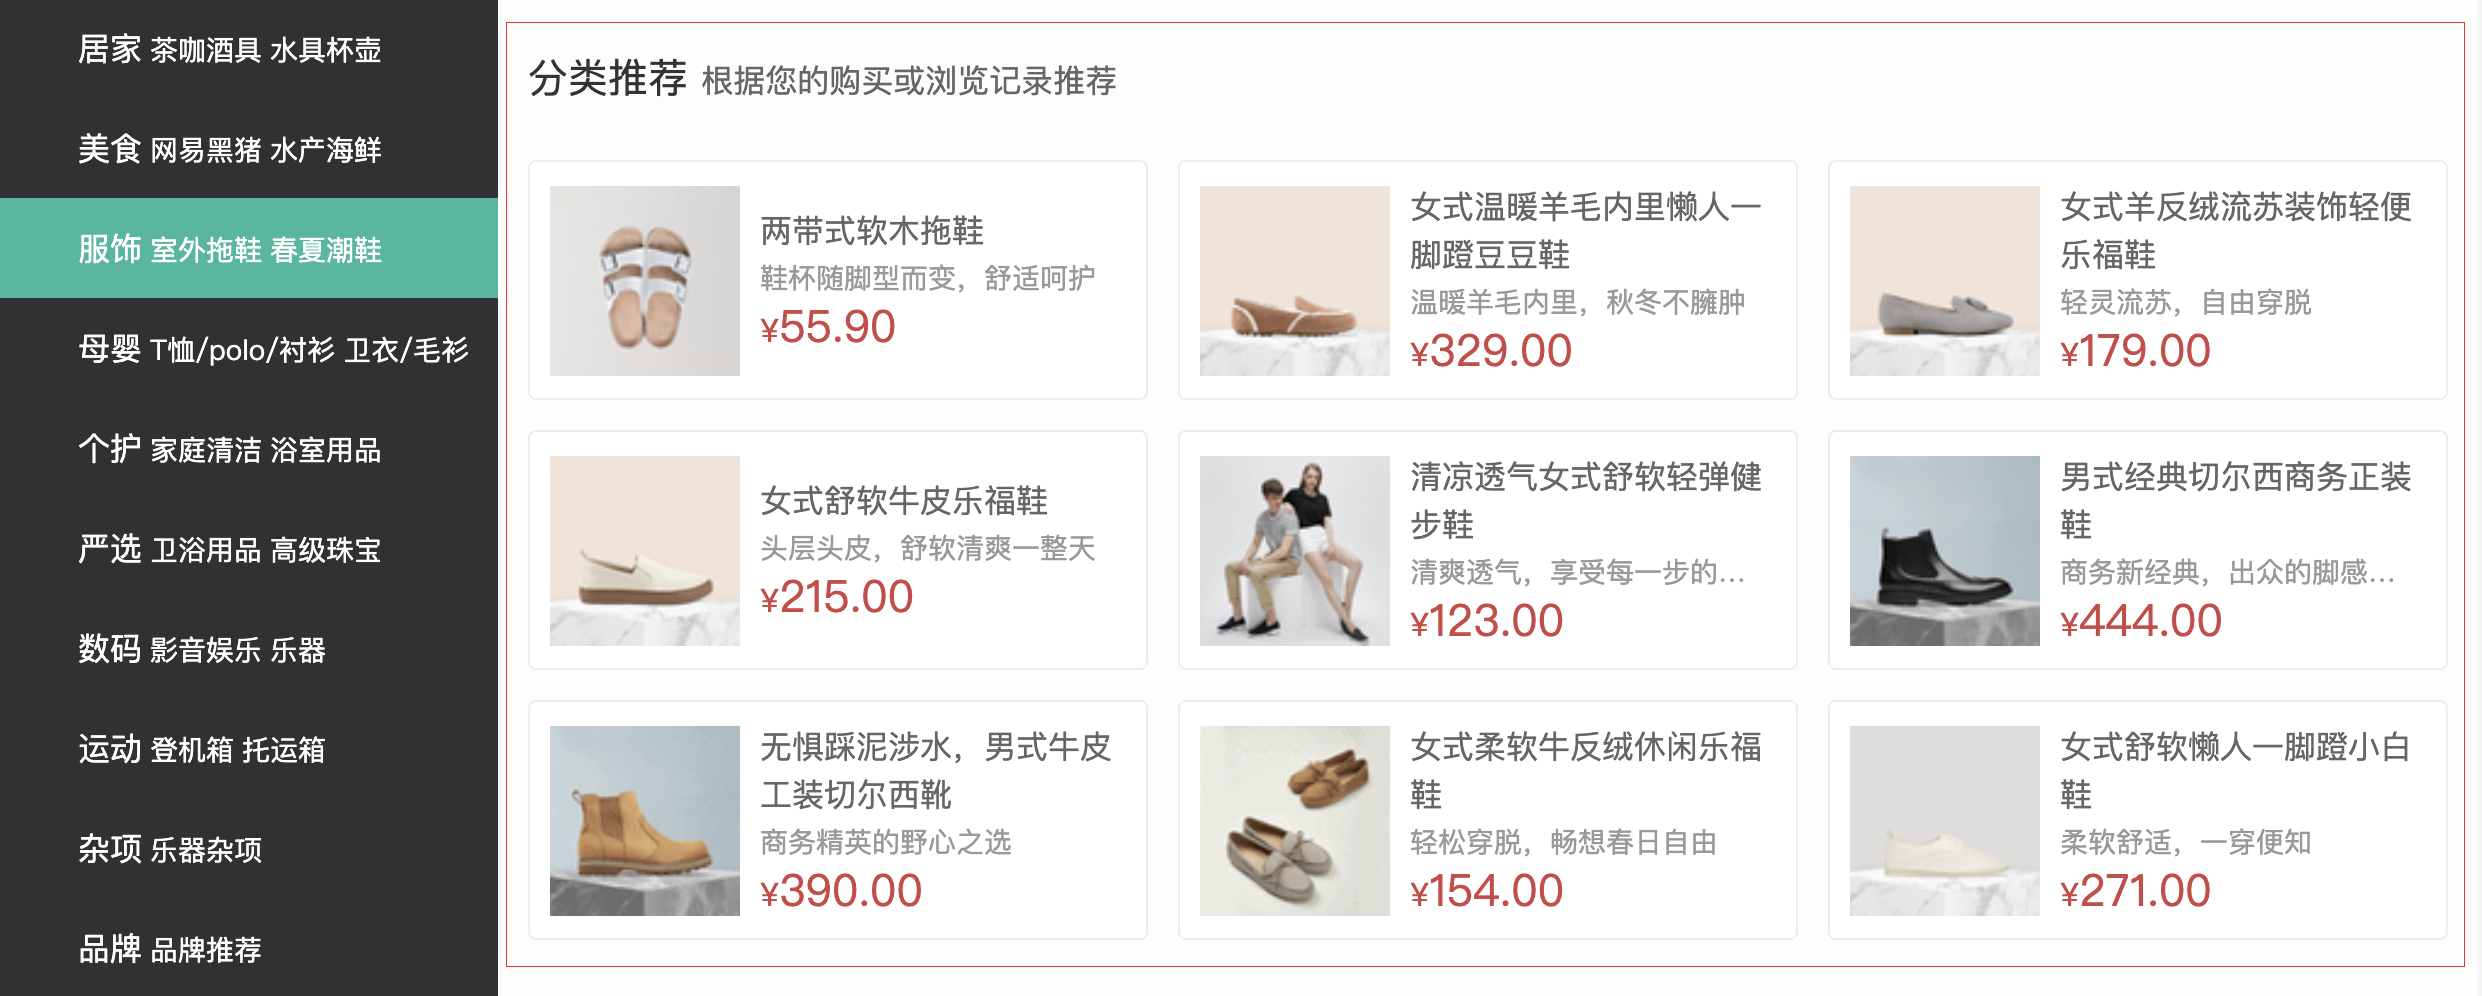 居家 茶咖酒具 水具杯壶
美食 网易黑猪 水产海鲜
服饰 室外拖鞋 春夏潮鞋
母婴 T恤/polo/衬衫 卫衣/毛衫
个护 家庭清洁 浴室用品
严选 卫浴用品 高级珠宝
数码 影音娱乐 乐器
运动 登机箱 托运箱
杂项 乐器杂项
品牌 品牌推荐
分类推荐 根据您的购买或浏览记录推荐
两带式软木拖鞋
鞋杯随脚型而变，舒适呵护
¥55.90
女式温暖羊毛内里懒人一
脚蹬豆豆鞋
温暖羊毛内里，秋冬不臃肿
¥329.00
女式羊反绒流苏装饰轻便
乐福鞋
轻灵流苏，自由穿脱
¥179.00
女式舒软牛皮乐福鞋
头层头皮，舒软清爽一整天
¥215.00
清凉透气女式舒软轻弹健
步鞋
清爽透气，享受每一步的...
¥123.00
男式经典切尔西商务正装
鞋
商务新经典，出众的脚感...
¥444.00
无惧踩泥涉水，男式牛皮
工装切尔西靴
商务精英的野心之选
¥390.00
女式柔软牛反绒休闲乐福
鞋
轻松穿脱，畅想春日自由
¥154.00
女式舒软懒人一脚蹬小白
鞋
柔软舒适，一穿便知
¥271.00